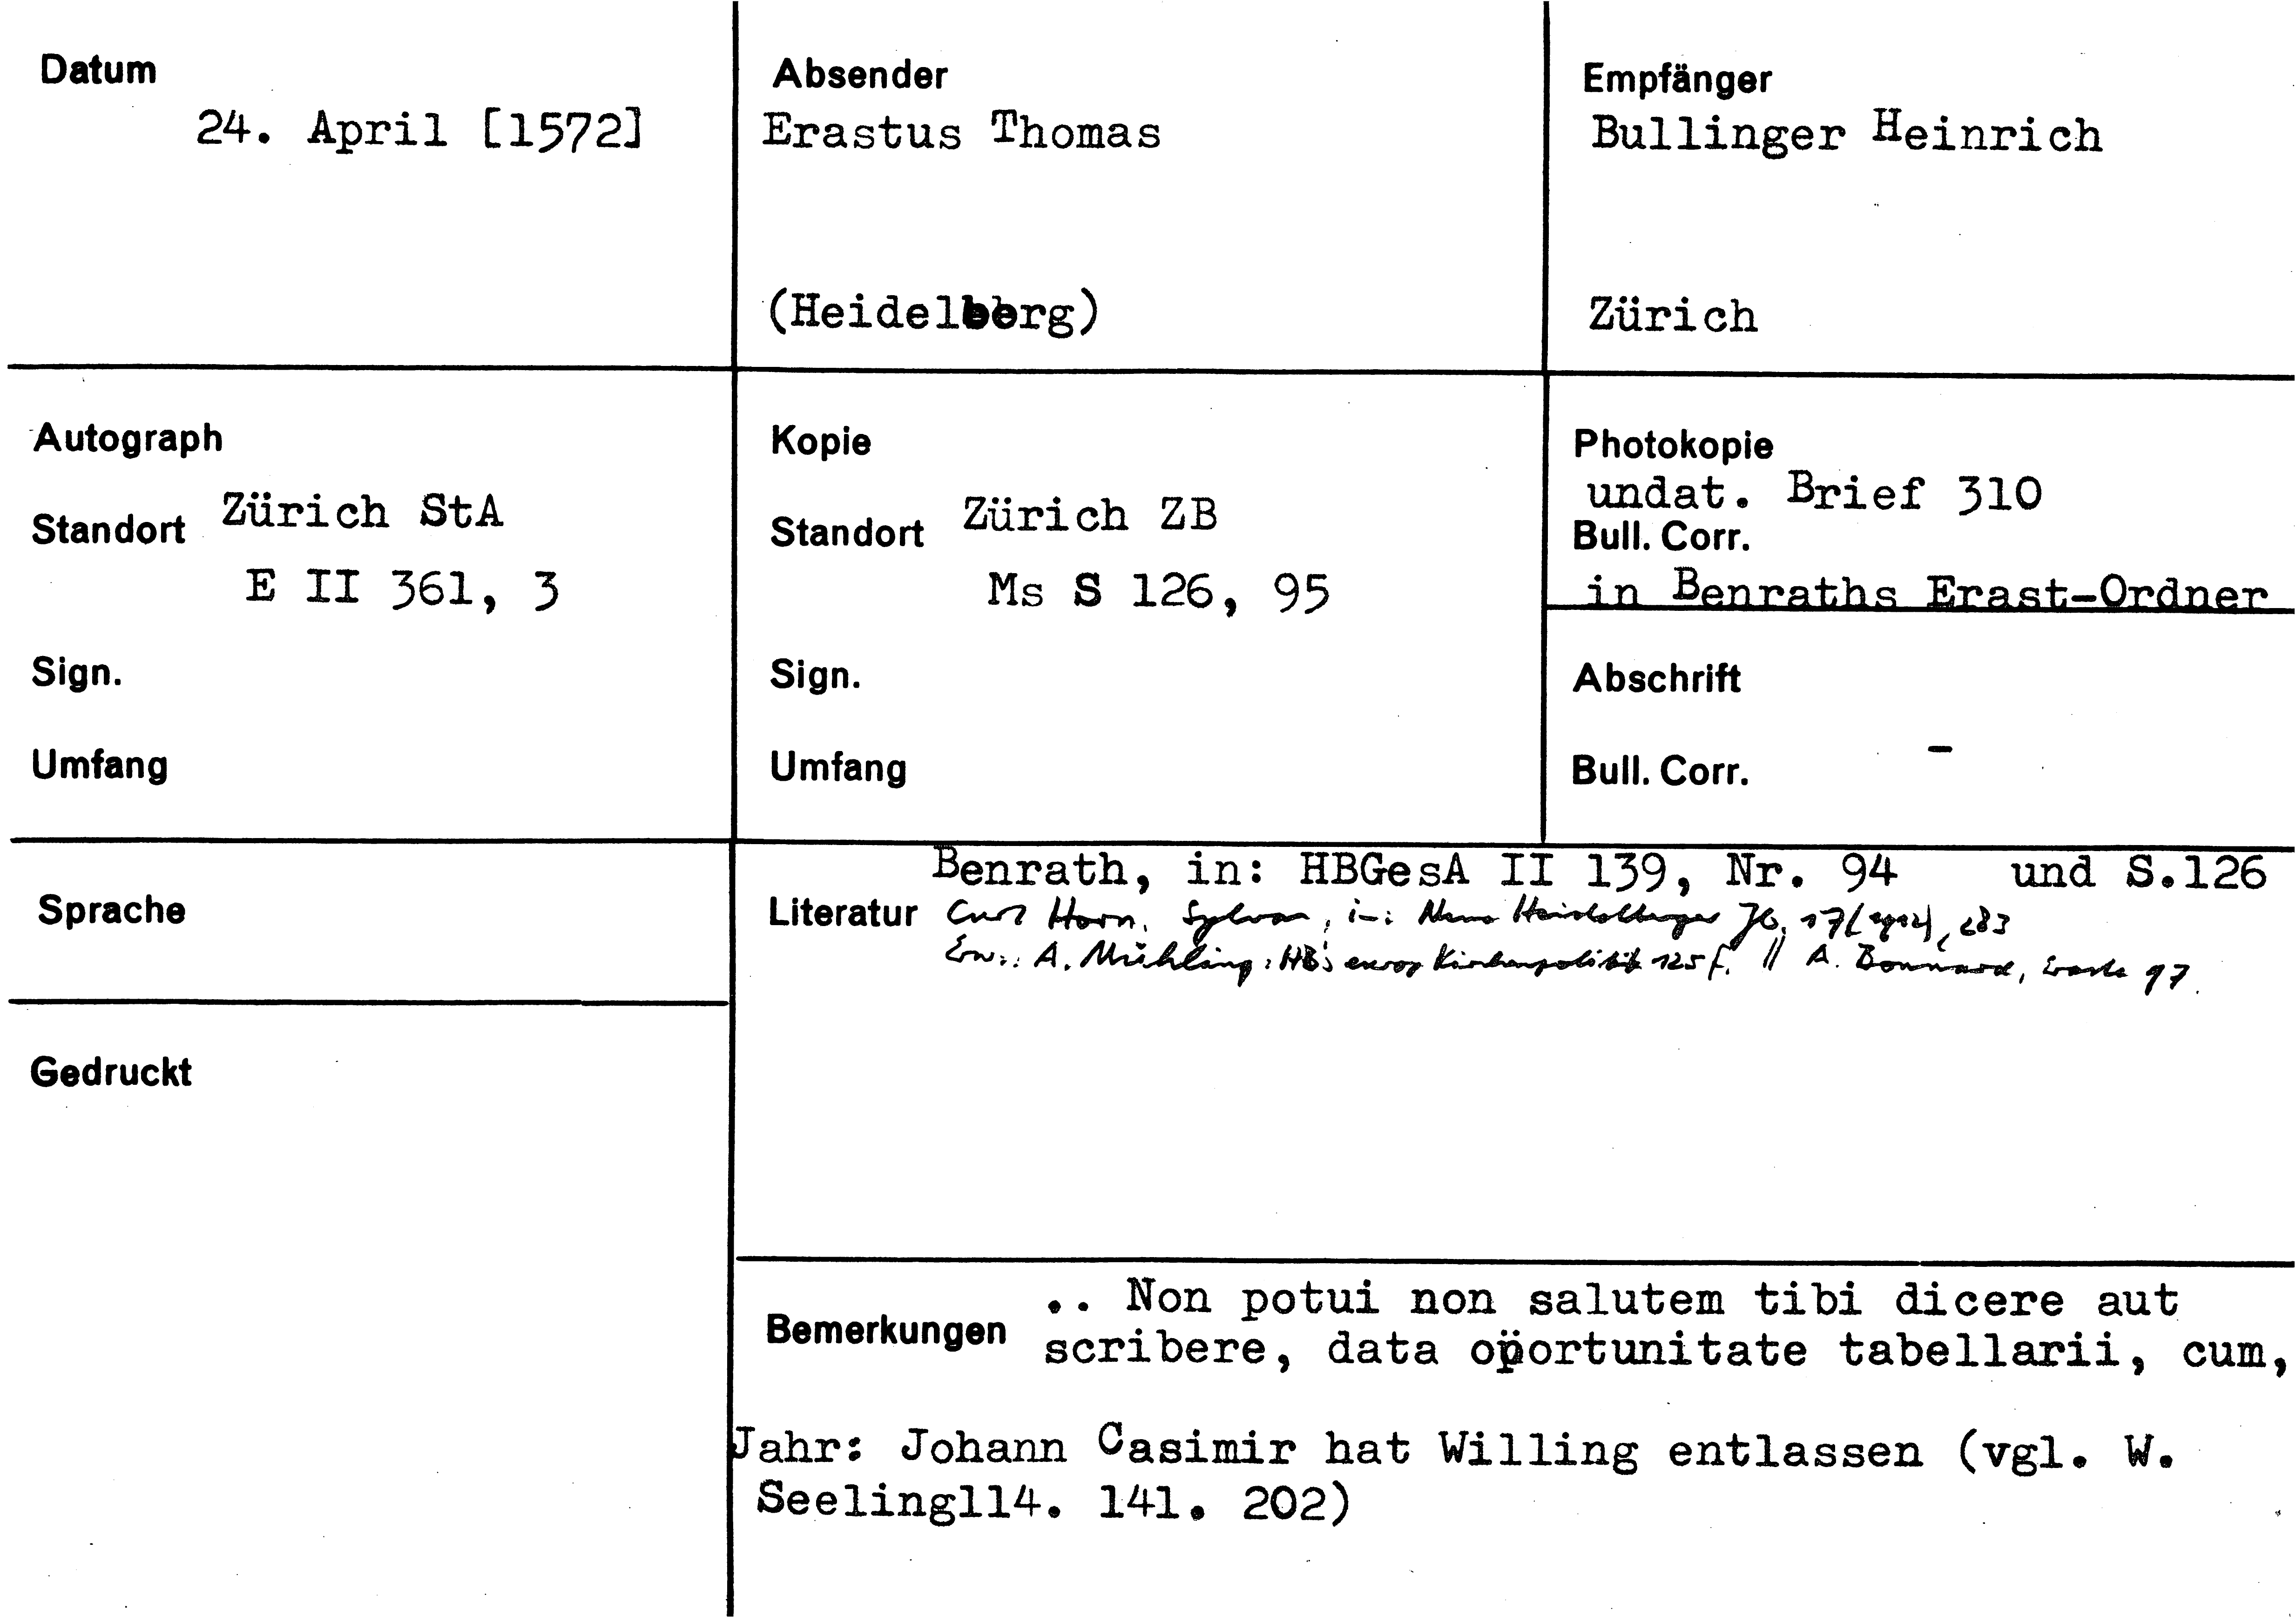 Datum
24. April [1572]
Absender
Erastus Thomas
(Heidelberg)
Empfänger
Bullinger Heinrich
Zürich
Autograph
Standort Zürich StA
E II 361, 3
Sign.
Umfang
Kopie
Standort Zürich ZB
Ms S 126, 95
Sign.
Umfang
Photokopie
undat. Brief 310
Bull. Corr.
in Benraths Erast-Ordner
Abschrift
Bull. Corr. -
Sprache
Gedruckt
Benrath, in: HBGesA II 139, Nr. 94 und S.126
Literatur Curt Horn, Sylvan, in: Neue Heidelberger Jb. 17 (1912), 283
Erw.: A. Mühling: HB's europ Kirchenpolitik 125 f. // A. Bonnard, 97.
Bemerkungen .. Non potui non salutem tibi dicere aut
scribere, data oportunitate tabellarii, cum,
Jahr: Johann Casimir hat Willing entlassen (vgl. W.
Seeling114. 141. 202)